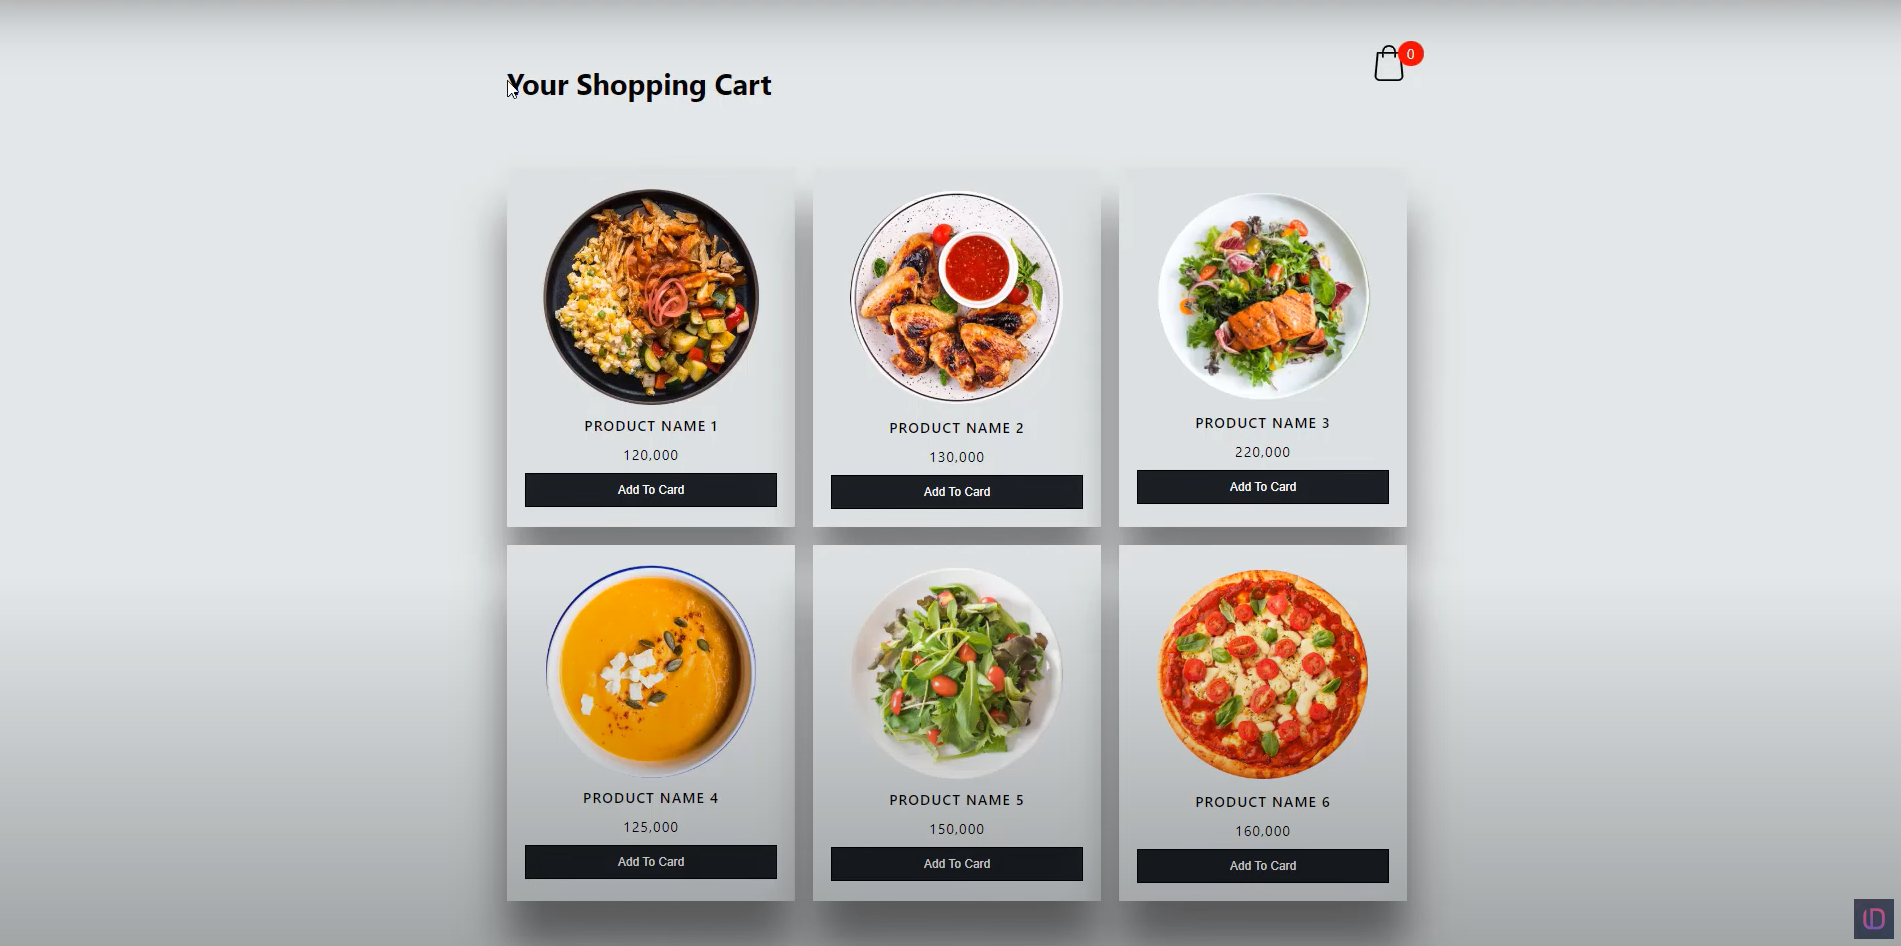 0
Your Shopping Cart
PRODUCT NAME 1
120,000
Add To Card
PRODUCT NAME 2
130,000
Add To Card
PRODUCT NAME 3
220,000
Add To Card
PRODUCT NAME 4
125,000
Add To Card
PRODUCT NAME 5
150,000
Add To Card
PRODUCT NAME 6
160,000
Add To Card